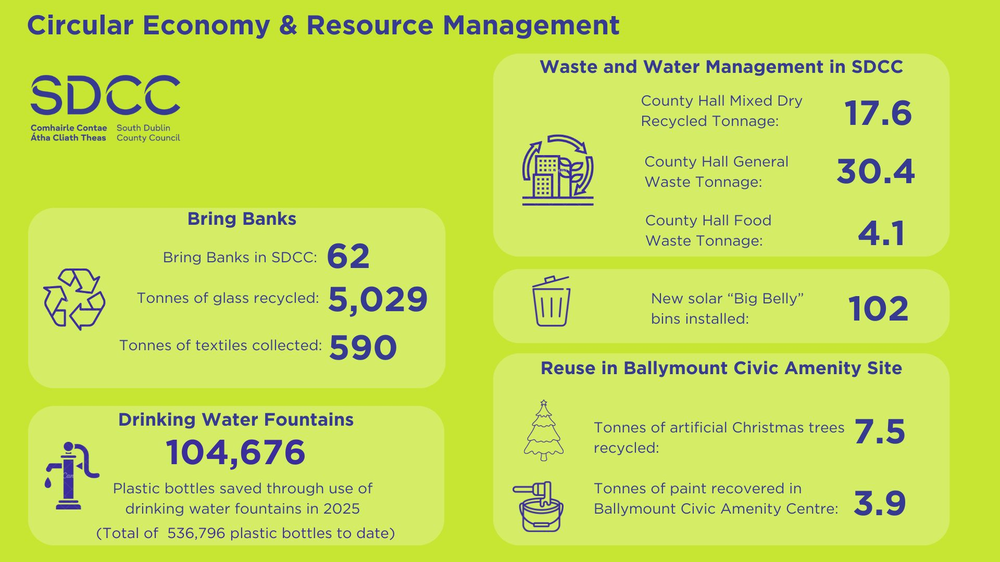 Circular Economy & Resource Management
SDCC
Comhairle Contae
Átha Cliath Theas
South Dublin
County Council
Bring Banks
Bring Banks in SDCC: 62
Tonnes of glass recycled: 5,029
Tonnes of textiles collected: 590
Drinking Water Fountains
104,676
Plastic bottles saved through use of
drinking water fountains in 2025
(Total of 536,796 plastic bottles to date)
Waste and Water Management in SDCC
County Hall Mixed Dry
Recycled Tonnage:
17.6
County Hall General
Waste Tonnage:
30.4
County Hall Food
Waste Tonnage:
4.1
New solar “Big Belly”
bins installed:
102
Reuse in Ballymount Civic Amenity Site
Tonnes of artificial Christmas trees
recycled:
7.5
Tonnes of paint recovered in
Ballymount Civic Amenity Centre:
3.9